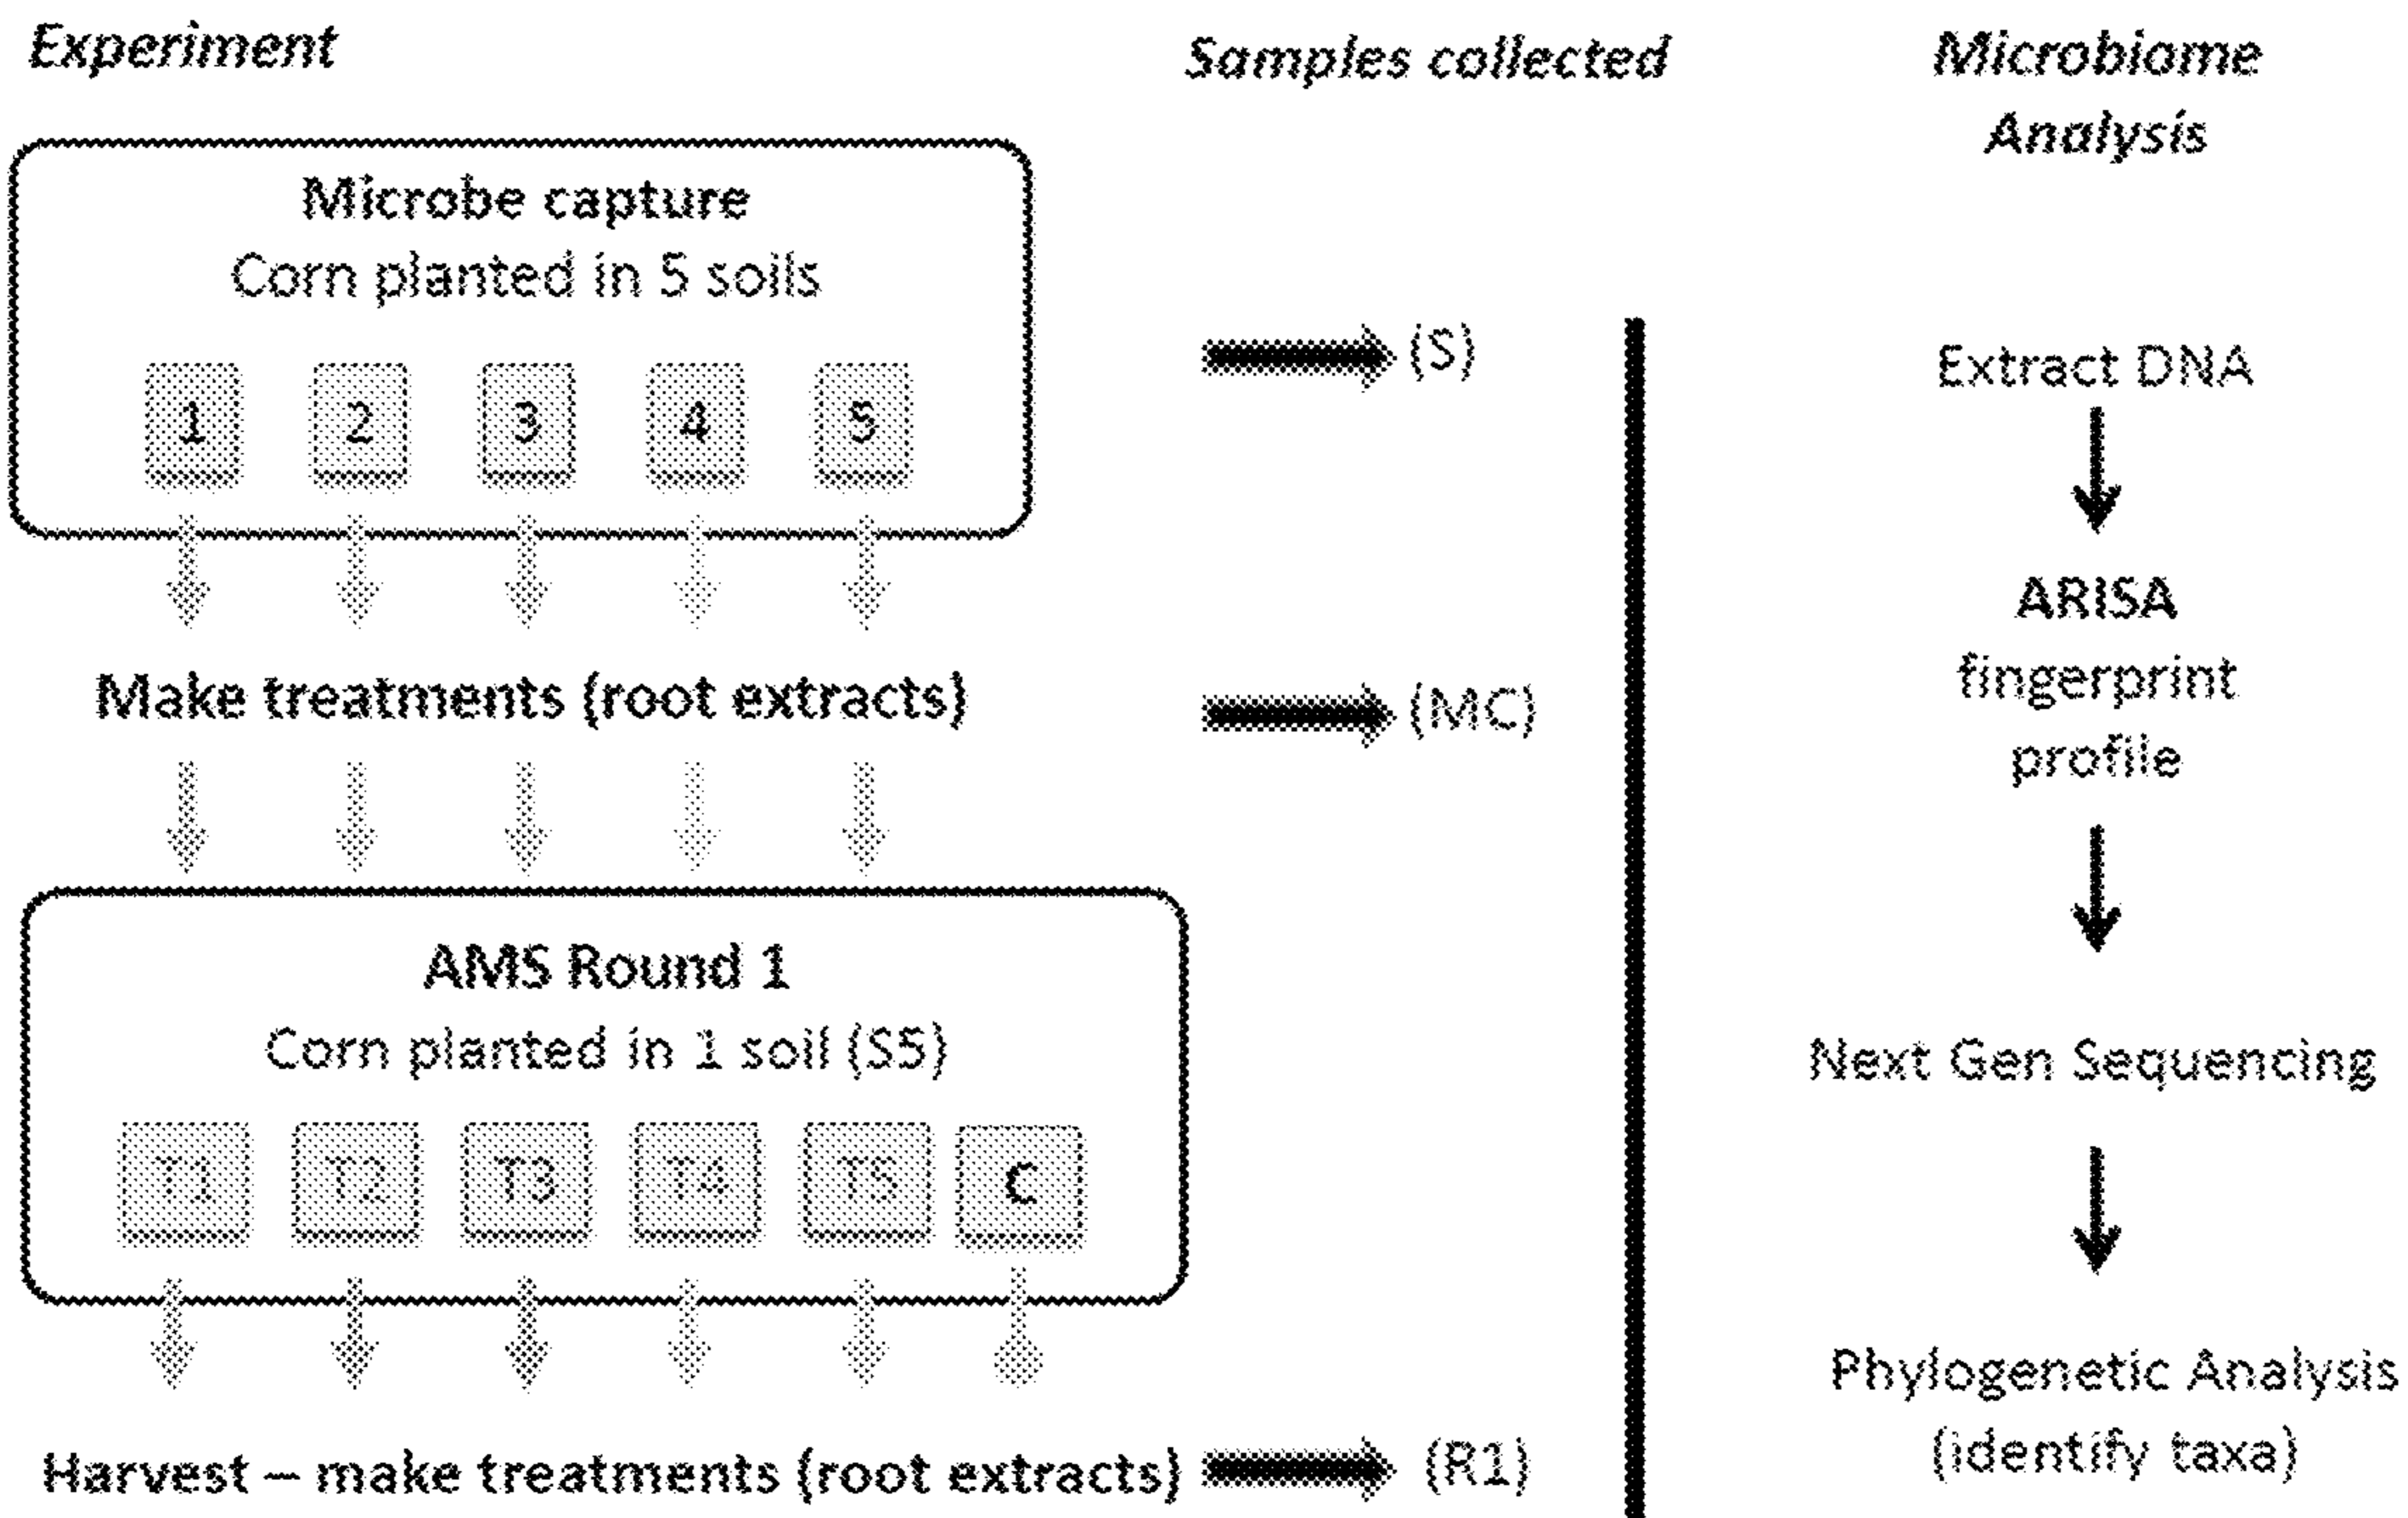 Experiment
Samples collected
Microbiome
Analysis
Microbe capture
Corn planted in 5 soils
1 2 3 4 5
(S)
Extract DNA
ARISA
fingerprint
profile
Make treatments (root extracts)
(MC)
AMS Round 1
Corn planted in 1 soil (S5)
T1 T2 T3 T4 T5 C
Next Gen Sequencing
Phylogenetic Analysis
(identify taxa)
Harvest – make treatments (root extracts)
(R1)